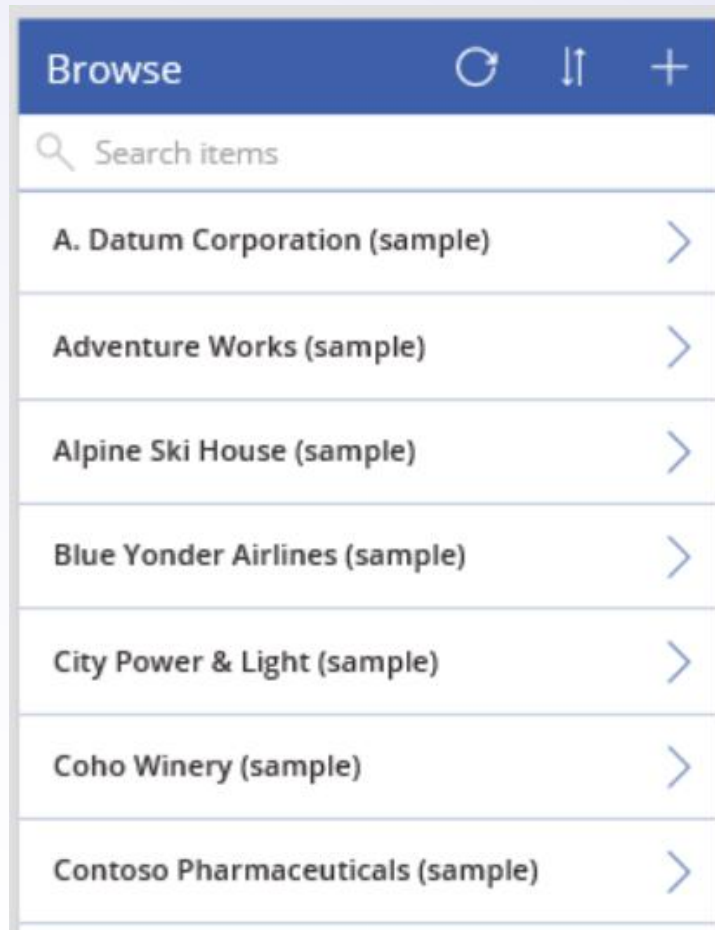 Browse
Search items
A. Datum Corporation (sample)
Adventure Works (sample)
Alpine Ski House (sample)
Blue Yonder Airlines (sample)
City Power & Light (sample)
Coho Winery (sample)
Contoso Pharmaceuticals (sample)